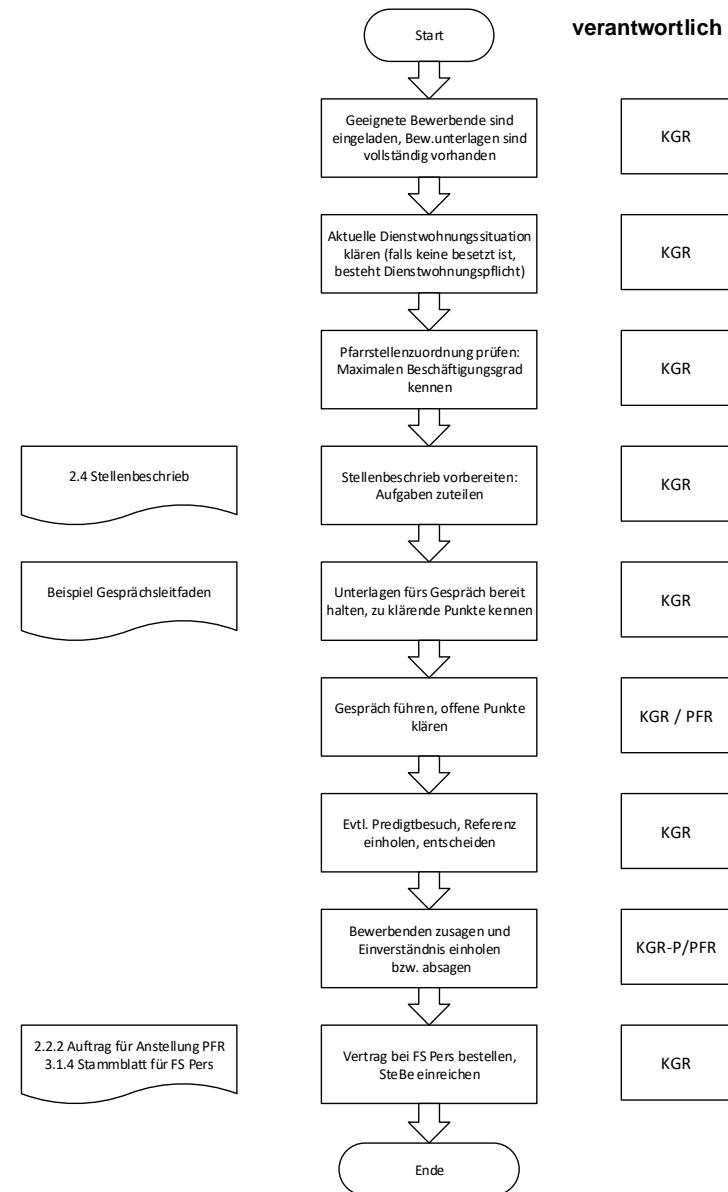 verantwortlich
Start
Geeignete Bewerbende sind
eingeladen, Bew.unterlagen sind
vollständig vorhanden
KGR
Aktuelle Dienstwohnungssituation
klären (falls keine besetzt ist,
besteht Dienstwohnungspflicht)
KGR
Pfarrstellenzuordnung prüfen:
Maximalen Beschäftigungsgrad
kennen
KGR
2.4 Stellenbeschrieb
Stellenbeschrieb vorbereiten:
Aufgaben zuteilen
KGR
Beispiel Gesprächsleitfaden
Unterlagen fürs Gespräch bereit
halten, zu klärende Punkte kennen
KGR
Gespräch führen, offene Punkte
klären
KGR / PFR
Evtl. Predigtbesuch, Referenz
einholen, entscheiden
KGR
Bewerbenden zusagen und
Einverständnis einholen
bzw. absagen
KGR-P/PFR
2.2.2 Auftrag für Anstellung PFR
3.1.4 Stammblatt für FS Pers
Vertrag bei FS Pers bestellen,
SteBe einreichen
KGR
Ende